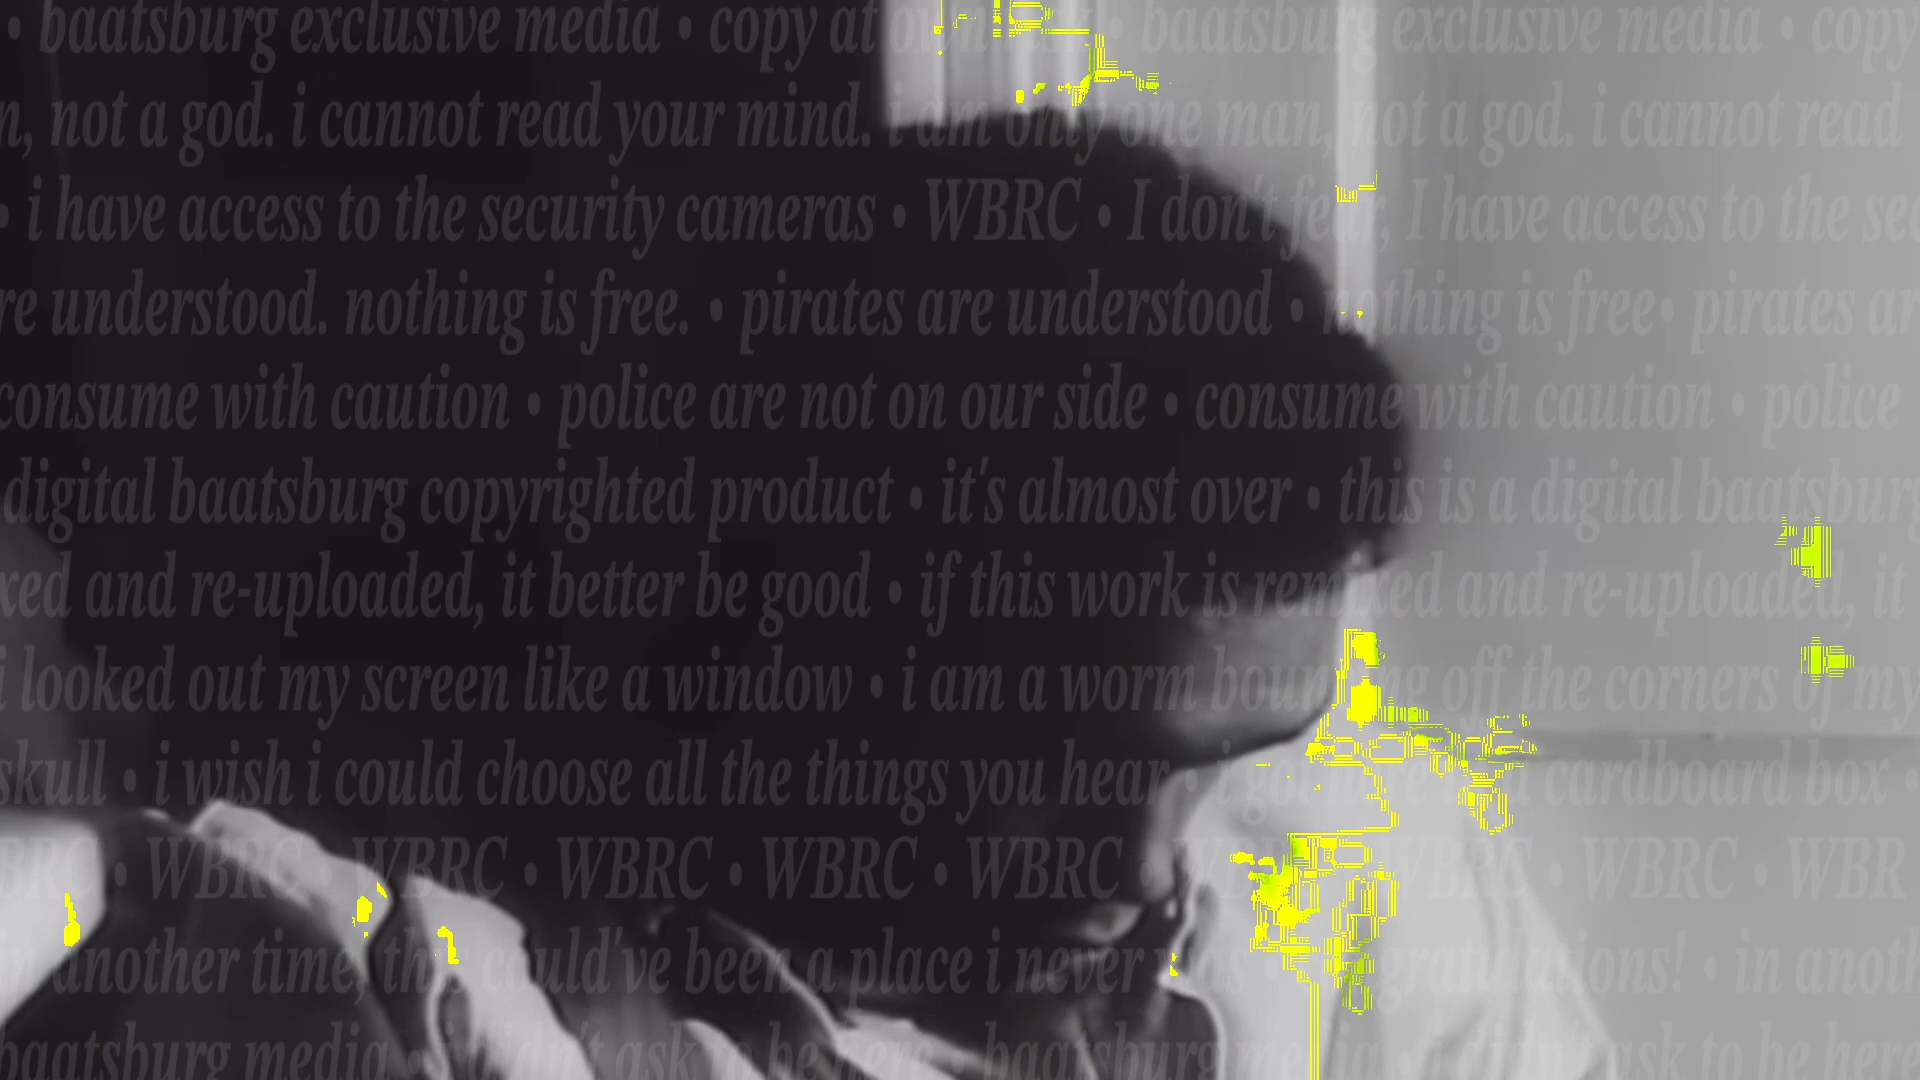 • baatsburg exclusive media • copy at own risk • baatsburg exclusive media • copy
n, not a god. i cannot read your mind. i am only one man, not a god. i cannot read
• i have access to the security cameras • WBRC • I don't fear, I have access to the sec
re understood. nothing is free. • pirates are understood • nothing is free• pirates ar
consume with caution • police are not on our side • consume with caution • police
digital baatsburg copyrighted product • it's almost over • this is a digital baatsburg
xed and re-uploaded, it better be good • if this work is remixed and re-uploaded, it
i looked out my screen like a window • i am a worm bouncing off the corners of my
skull • i wish i could choose all the things you hear • i got cardboard box
BRC • WBRC • WBRC • WBRC • WBRC • WBRC • WBRC • WBRC • WBRC • WBR
n another time, this could've been a place i never was congratulations! • in anoth
baatsburg media • i didn't ask to be here • baatsburg media • i didn't ask to be here